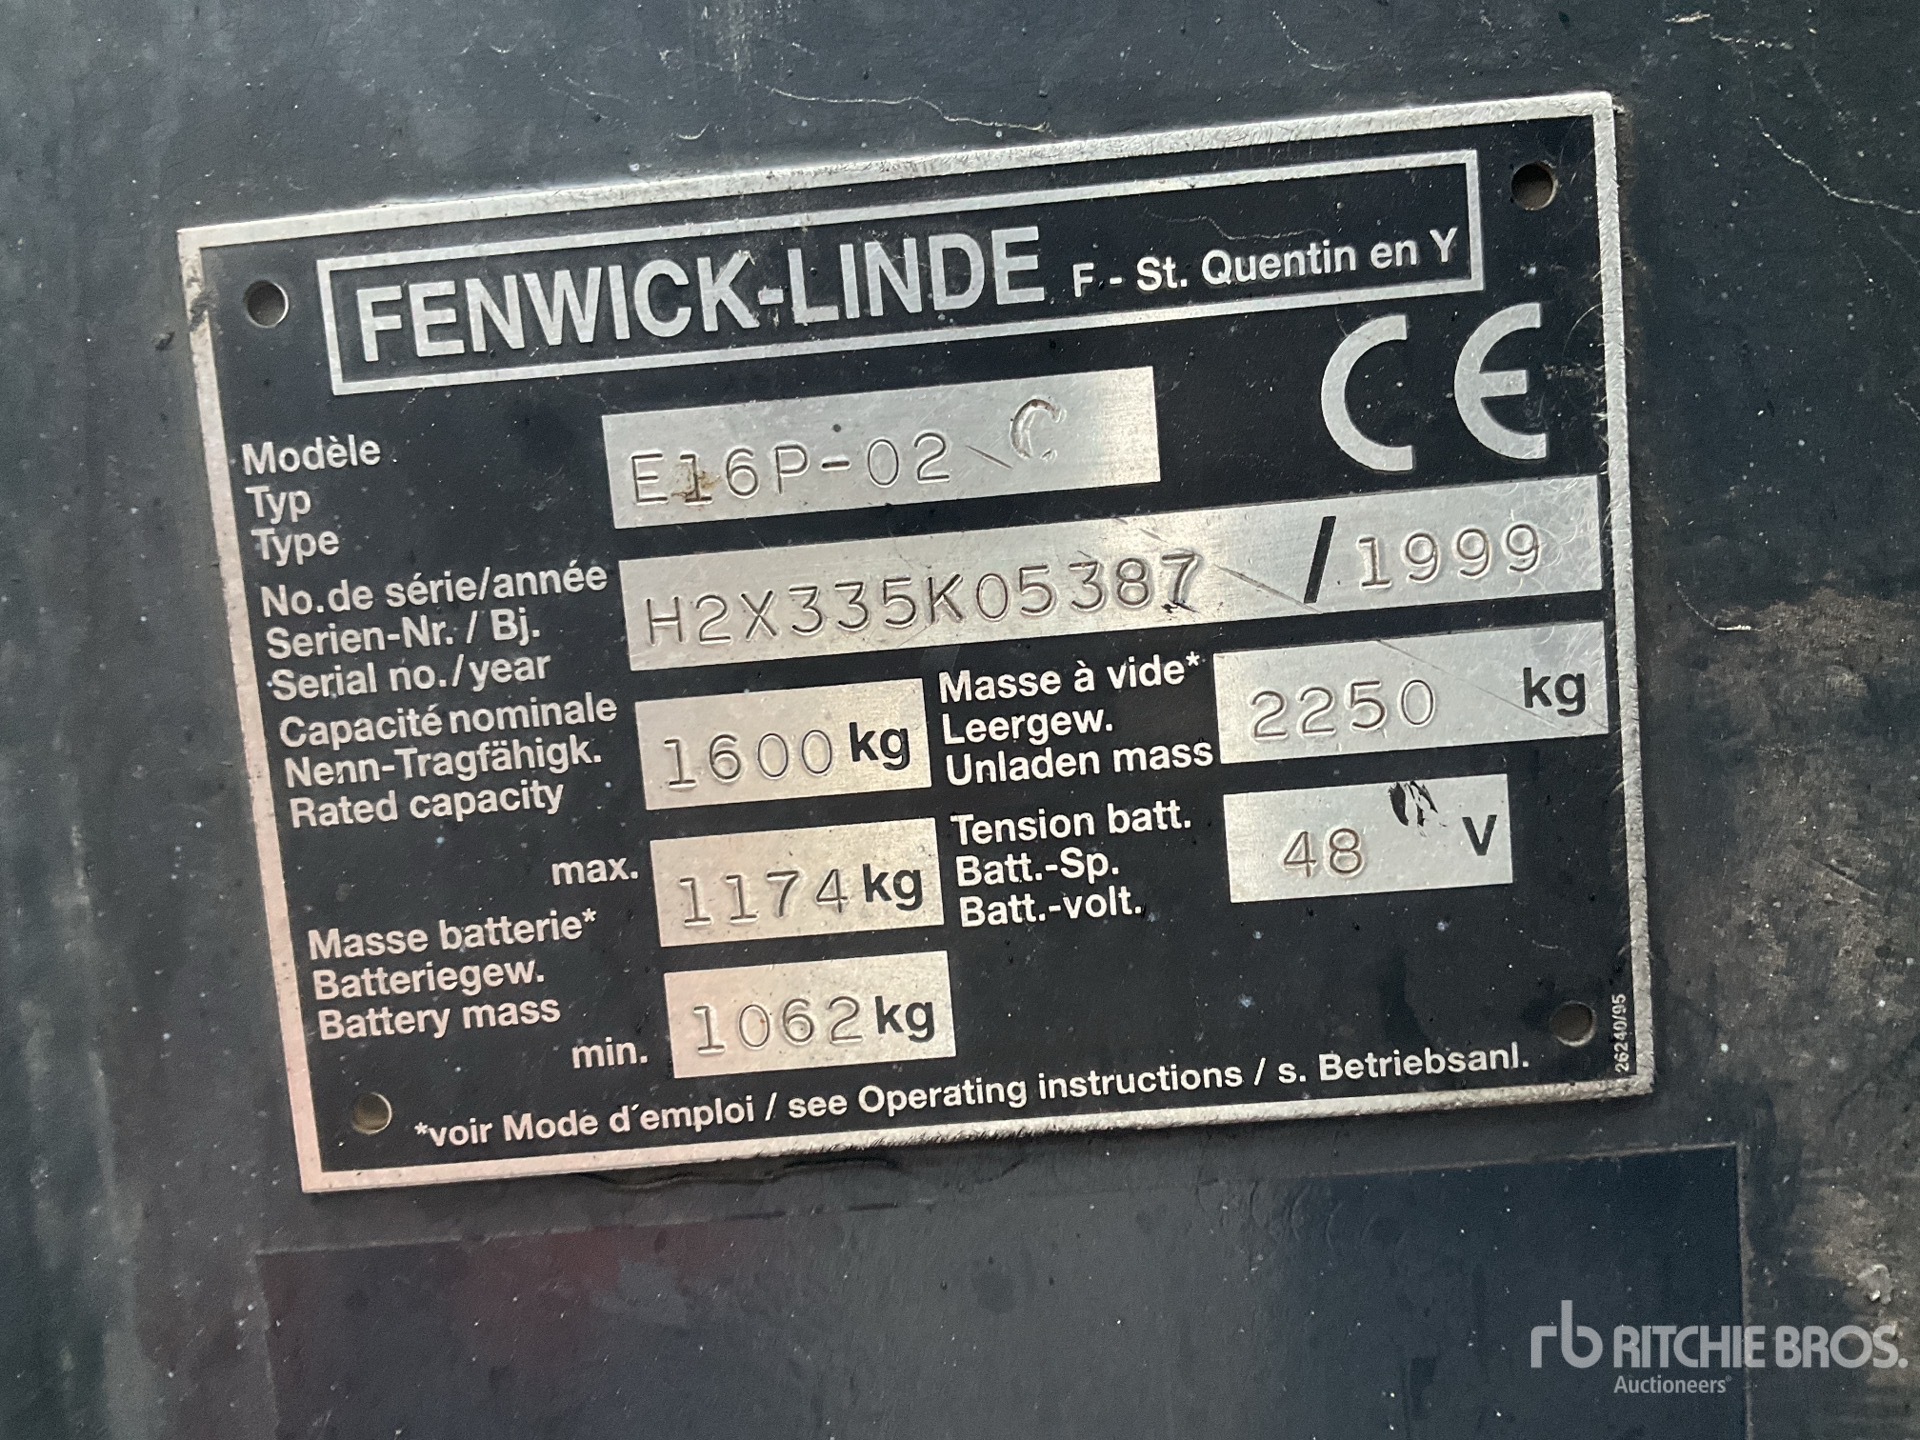 FENWICK-LINDE F - St. Quentin en Y
CE
Modèle
Typ
Type
E16P-02 C
No.de série/année
Serien-Nr. / Bj.
Serial no./year
H2X335K05387 / 1999
Capacité nominale
Nenn-Tragfähigk.
Rated capacity
1600 kg
Masse à vide*
Leergew.
Unladen mass
2250 kg
max.
1174 kg
Masse batterie*
Batteriegew.
Battery mass
min.
1062 kg
Tension batt.
Batt.-Sp.
Batt.-volt.
48 V
*voir Mode d'emploi / see Operating instructions / s. Betriebsanl.
26240/95
rb RITCHIE BROS.
Auctioneers